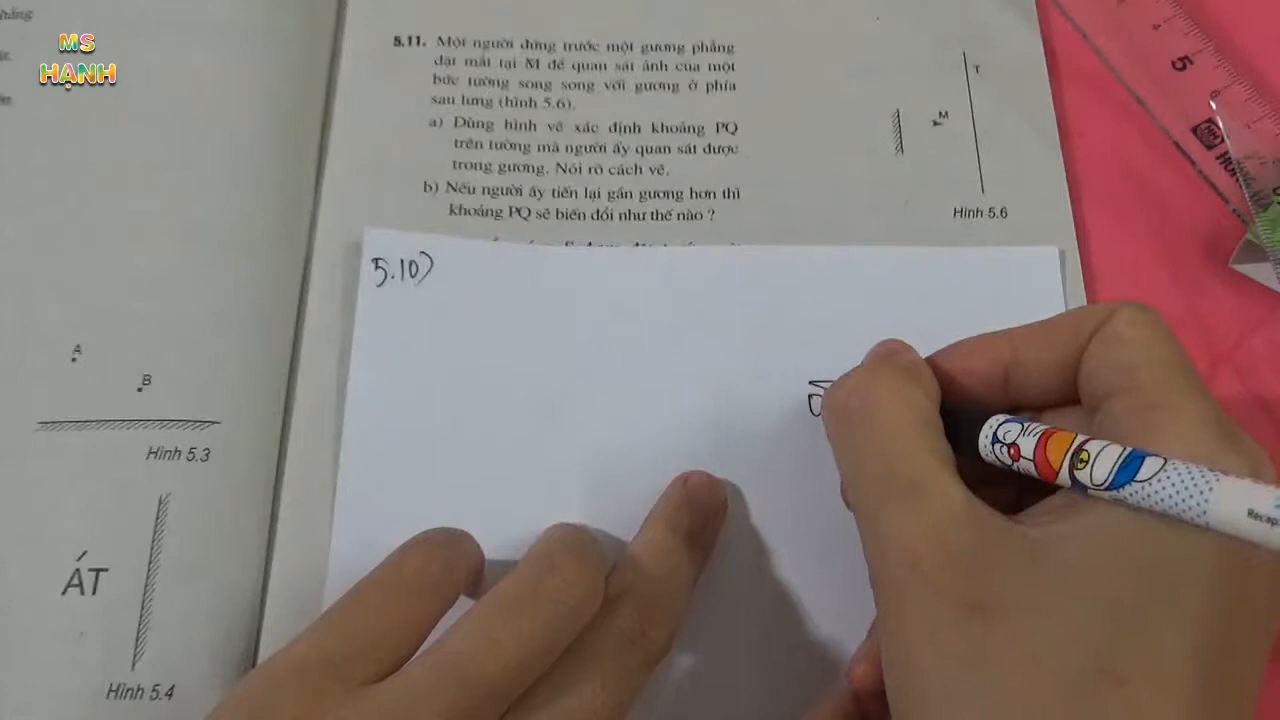 MS
HẠNH
5.11. Một người đứng trước một gương phẳng
đặt mắt tại M để quan sát ảnh của một
bức tường song song với gương ở phía
sau lưng (hình 5.6).
a) Dùng hình vẽ xác định khoảng PQ
trên tường mà người ấy quan sát được
trong gương. Nói rõ cách vẽ.
b) Nếu người ấy tiến lại gần gương hơn thì
khoảng PQ sẽ biến đổi như thế nào ?
T
M
Hình 5.6
5.10)
A
B
Hình 5.3
ÁT
Hình 5.4
5